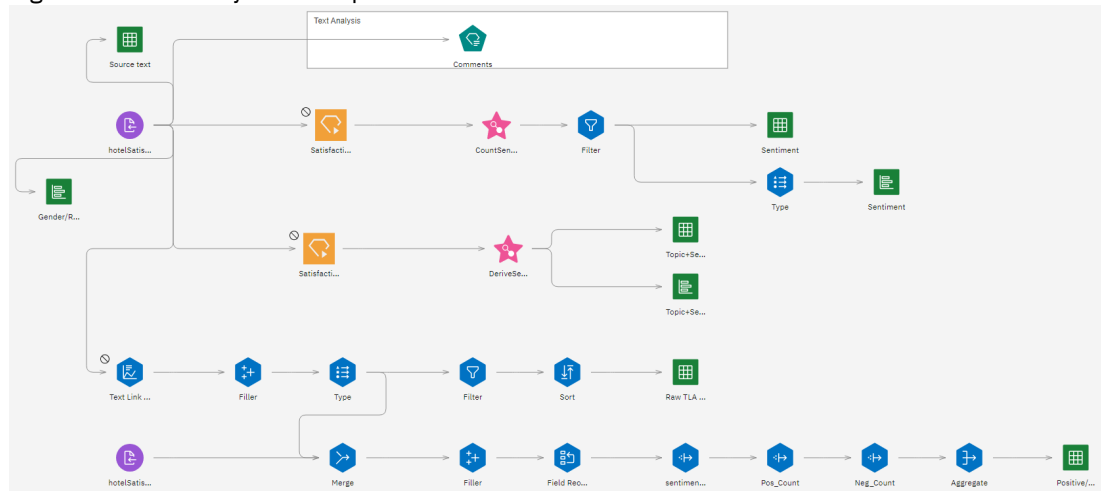 Text Analysis
Source text
Comments
hotelSatis...
Satisfacti...
CountSen...
Filter
Sentiment
Type
Sentiment
Gender/R...
Satisfacti...
DeriveSe...
Topic+Se...
Topic+Se...
Text Link ...
Filler
Type
Filter
Sort
Raw TLA ...
hotelSatis...
Merge
Filler
Field Reo...
sentimen...
Pos_Count
Neg_Count
Aggregate
Positive/...